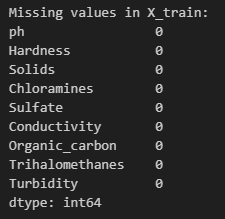 Missing values in X_train:
ph                 0
Hardness           0
Solids             0
Chloramines        0
Sulfate            0
Conductivity       0
Organic_carbon     0
Trihalomethanes    0
Turbidity          0
dtype: int64